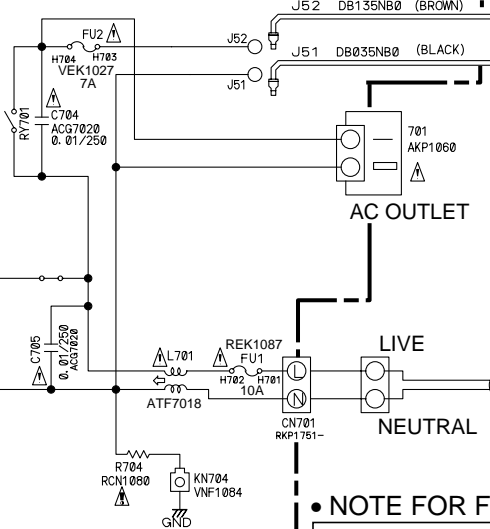 J52 DB135NB0 (BROWN)
FU2
J52
H704 H703
VEK1027
7A
J51 DB035NB0 (BLACK)
J51
RY701
C704
ACG7020
0.01/250
701
AKP1060
AC OUTLET
C705
0.01/250
ACG7020
L701
ATF7018
REK1087
FU1
H702 H701
10A
L
N
CN701
RKP1751-
LIVE
NEUTRAL
R704
RCN1080
KN704
VNF1084
GND
• NOTE FOR F